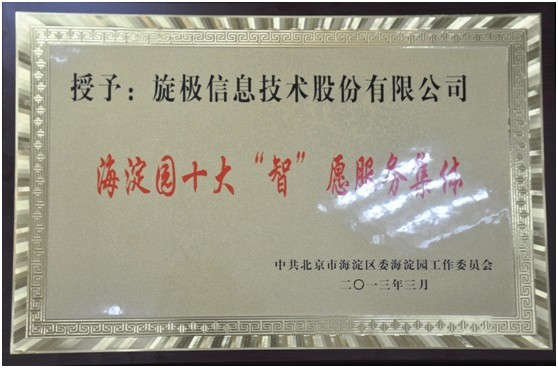 授予：旋极信息技术股份有限公司
海淀园十大“智”愿服务集体
中共北京市海淀区委海淀园工作委员会
二〇一三年三月